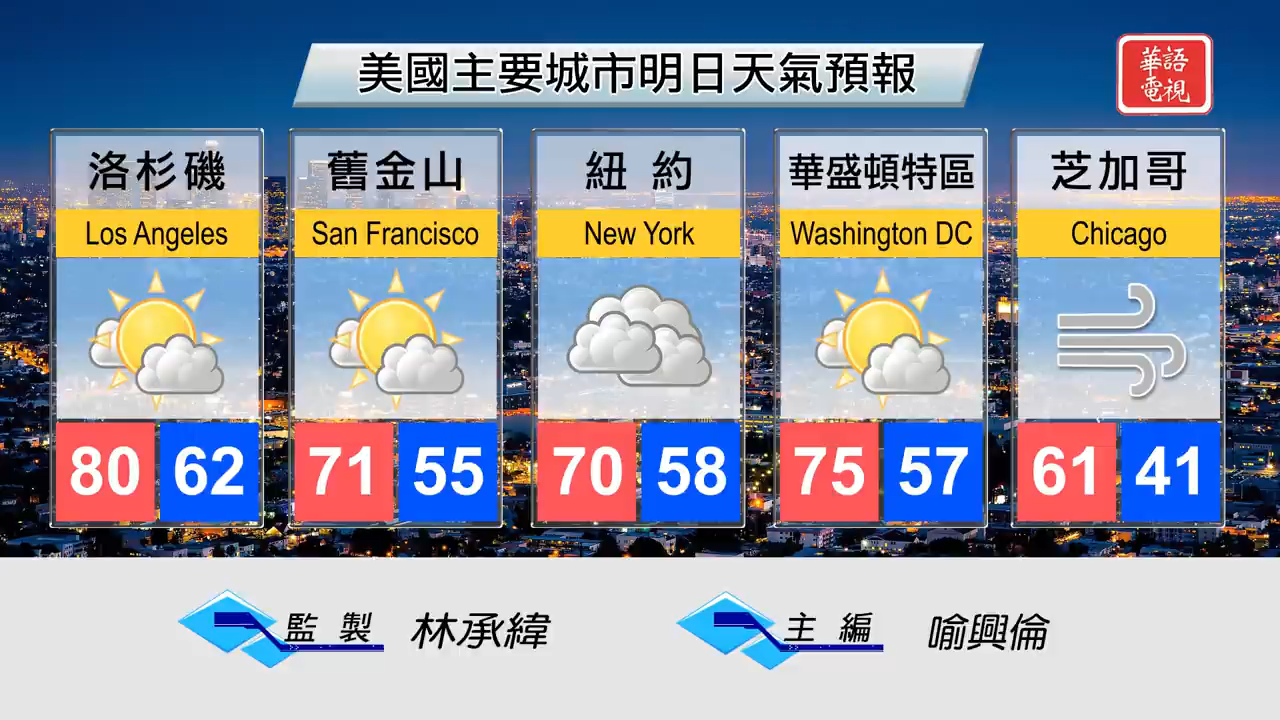 美國主要城市明日天氣預報
華語
電視
洛杉磯
Los Angeles
80 62
舊金山
San Francisco
71 55
紐約
New York
70 58
華盛頓特區
Washington DC
75 57
芝加哥
Chicago
61 41
監製 林承緯
主編 喻興倫